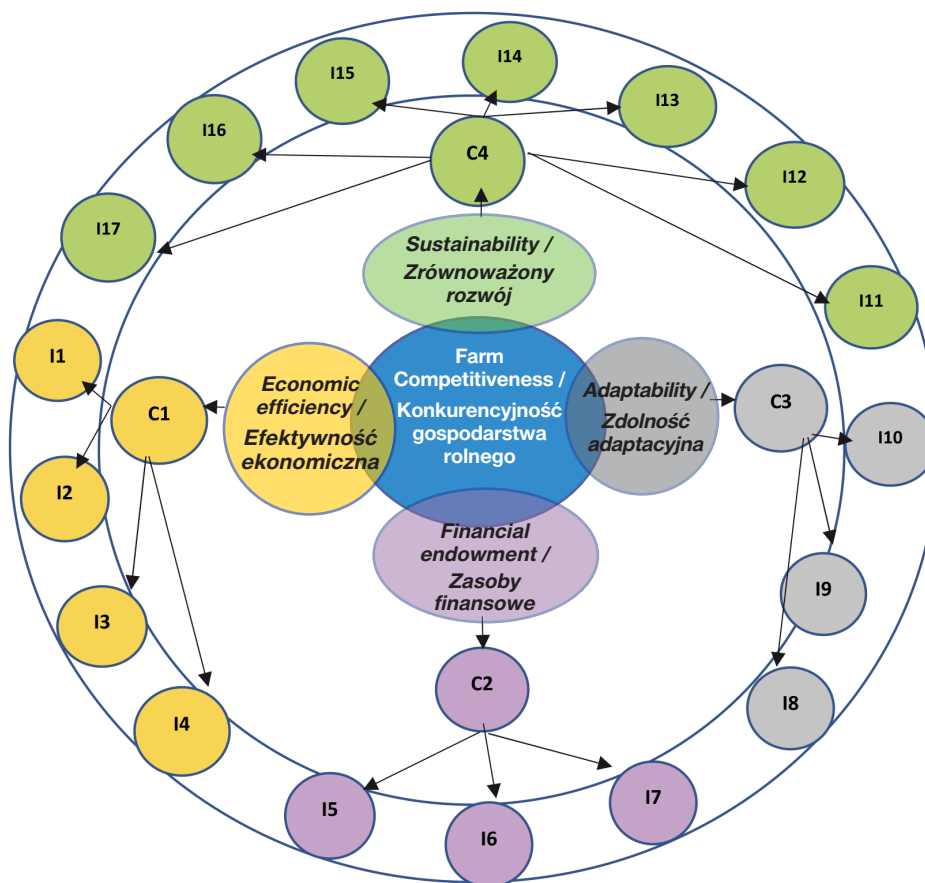 I14
I15
I13
I16
C4
I12
I17
Sustainability /
Zrównoważony
rozwój
I11
I1
Farm
Competitiveness /
Konkurencyjność
gospodarstwa
rolnego
Economic
efficiency /
Efektywność
ekonomiczna
Adaptability /
Zdolność
adaptacyjna
C1
C3
I10
I2
Financial
endowment /
Zasoby
finansowe
I9
I3
C2
I8
I4
I7
I5
I6